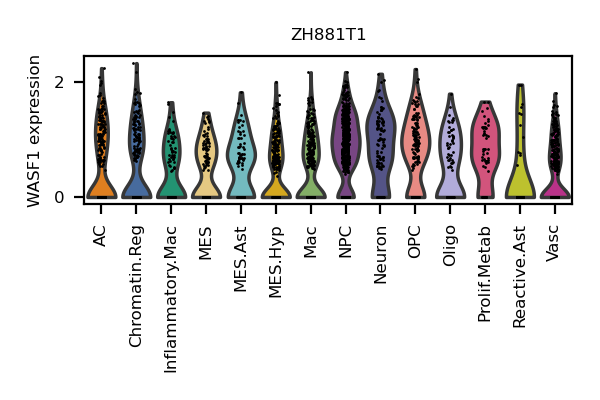 ZH881T1
WASF1 expression
2
0
AC
Chromatin.Reg
Inflammatory.Mac
MES
MES.Ast
MES.Hyp
Mac
NPC
Neuron
OPC
Oligo
Prolif.Metab
Reactive.Ast
Vasc